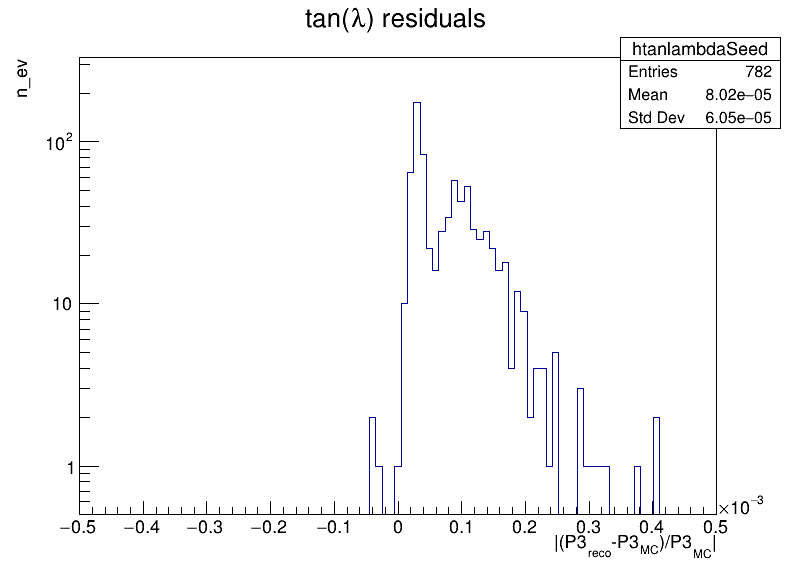 tan(λ) residuals
htanlambdaSeed
Entries 782
Mean 8.02e−05
Std Dev 6.05e−05
n_ev
10²
10
1
−0.5 −0.4 −0.3 −0.2 −0.1 0 0.1 0.2 0.3 0.4 0.5
×10⁻³
|(P3reco-P3MC)/P3MC|